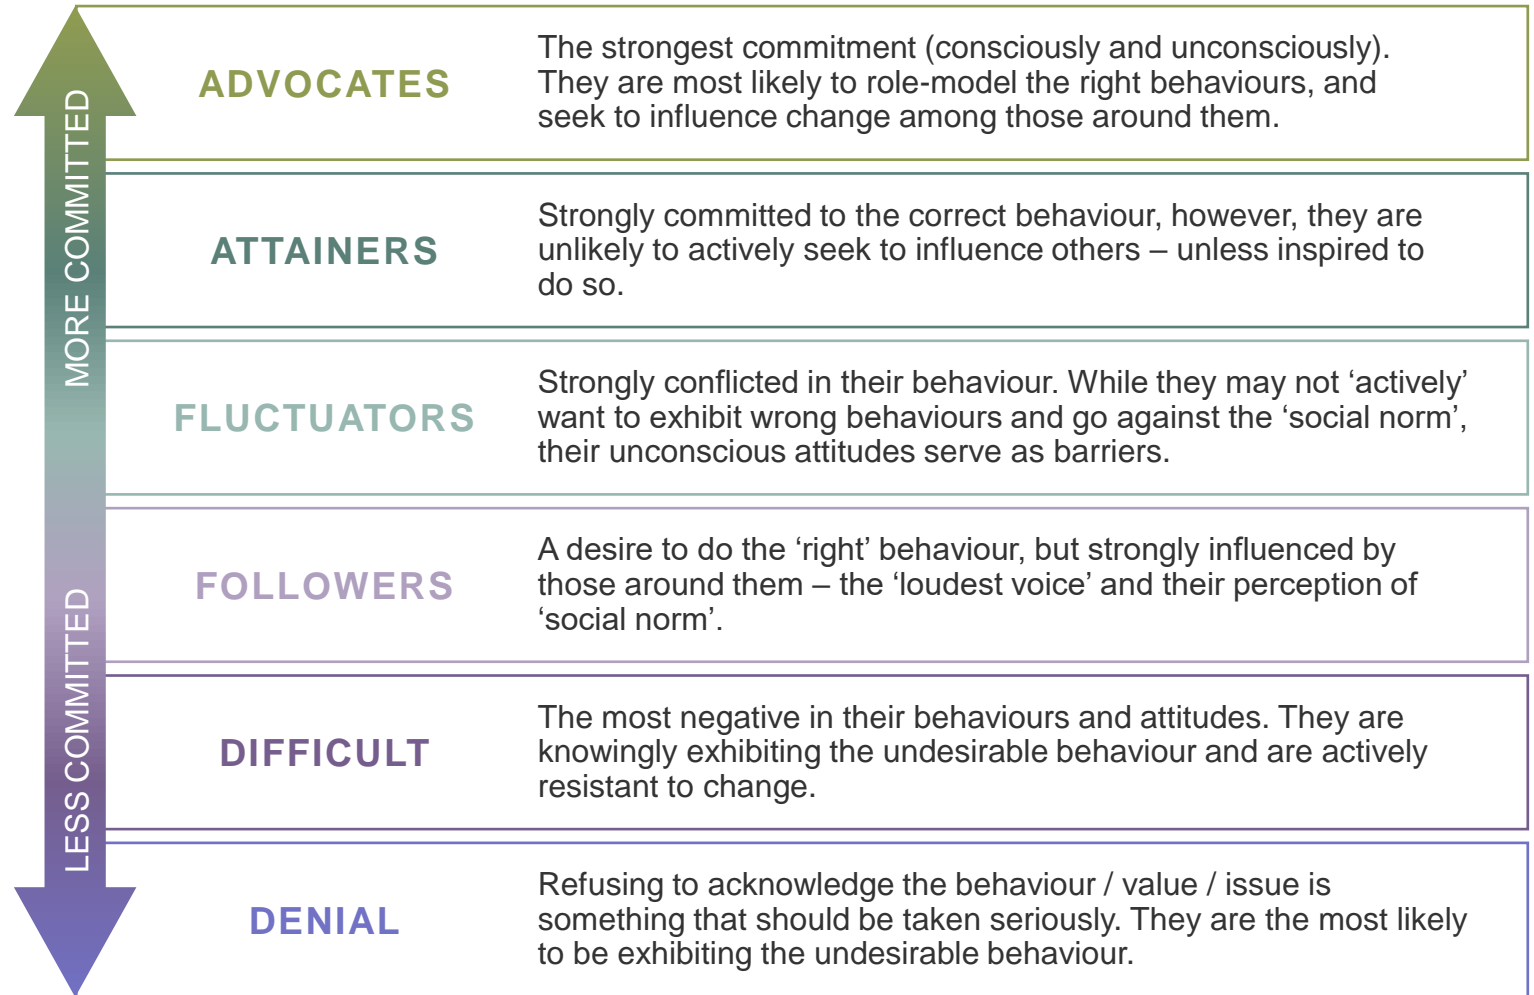 MORE COMMITTED
LESS COMMITTED
ADVOCATES
The strongest commitment (consciously and unconsciously).
They are most likely to role-model the right behaviours, and
seek to influence change among those around them.
ATTAINERS
Strongly committed to the correct behaviour, however, they are
unlikely to actively seek to influence others – unless inspired to
do so.
FLUCTUATORS
Strongly conflicted in their behaviour. While they may not ‘actively’
want to exhibit wrong behaviours and go against the ‘social norm’,
their unconscious attitudes serve as barriers.
FOLLOWERS
A desire to do the ‘right’ behaviour, but strongly influenced by
those around them – the ‘loudest voice’ and their perception of
‘social norm’.
DIFFICULT
The most negative in their behaviours and attitudes. They are
knowingly exhibiting the undesirable behaviour and are actively
resistant to change.
DENIAL
Refusing to acknowledge the behaviour / value / issue is
something that should be taken seriously. They are the most likely
to be exhibiting the undesirable behaviour.